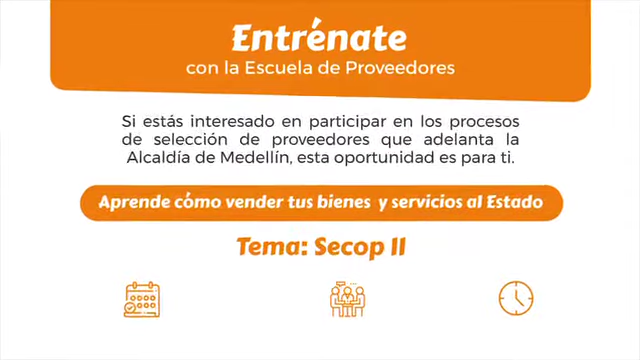 Entrénate
con la Escuela de Proveedores
Si estás interesado en participar en los procesos
de selección de proveedores que adelanta la
Alcaldía de Medellín, esta oportunidad es para ti.
Aprende cómo vender tus bienes y servicios al Estado
Tema: Secop II